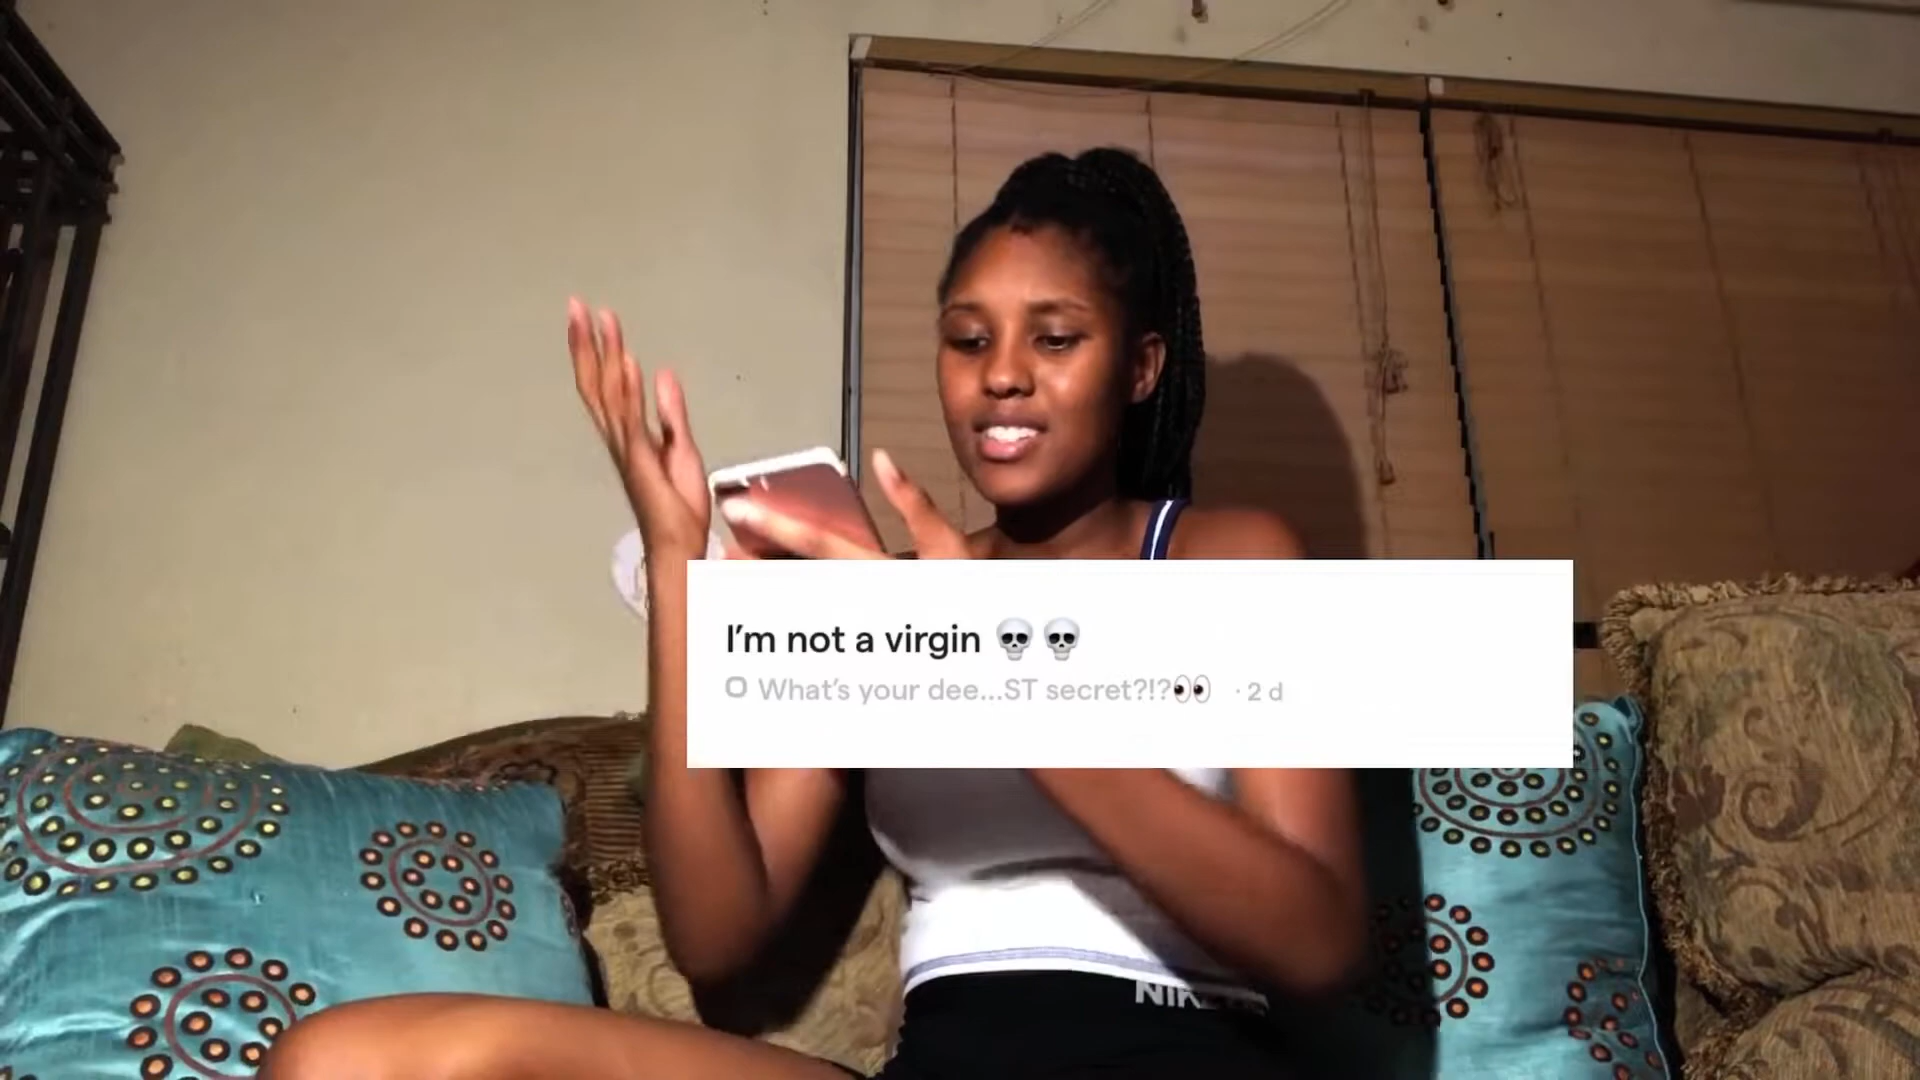 I'm not a virgin 💀💀
What's your dee...ST secret?!?👀 · 2 d